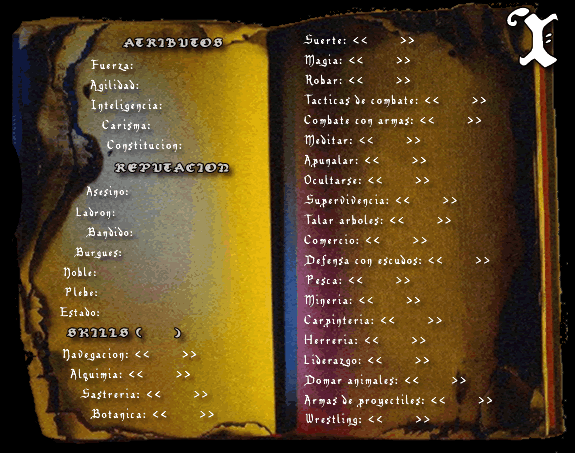 ATRIBUTOS
Fuerza:
Agilidad:
Inteligencia:
Carisma:
Constitucion:
REPUTACION
Asesino:
Ladron:
Bandido:
Burgues:
Noble:
Plebe:
Estado:
SKILLS ( )
Navegacion: << >>
Alquimia: << >>
Sastreria: << >>
Botanica: << >>
Suerte: << >>
Magia: << >>
Robar: << >>
Tacticas de combate: << >>
Combate con armas: << >>
Meditar: << >>
Apunalar: << >>
Ocultarse: << >>
Supervivencia: << >>
Talar arboles: << >>
Comercio: << >>
Defensa con escudos: << >>
Pesca: << >>
Mineria: << >>
Carpinteria: << >>
Herreria: << >>
Liderazgo: << >>
Domar animales: << >>
Armas de proyectiles: << >>
Wrestling: << >>
X